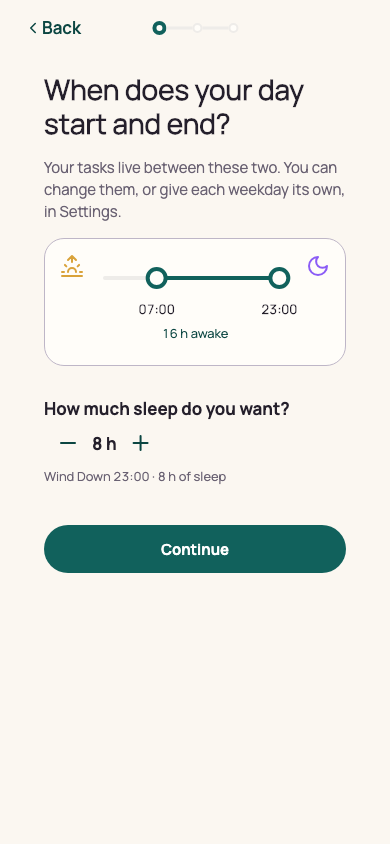 Back
When does your day
start and end?
Your tasks live between these two. You can
change them, or give each weekday its own,
in Settings.
07:00 23:00
16 h awake
How much sleep do you want?
8 h
Wind Down 23:00 · 8 h of sleep
Continue